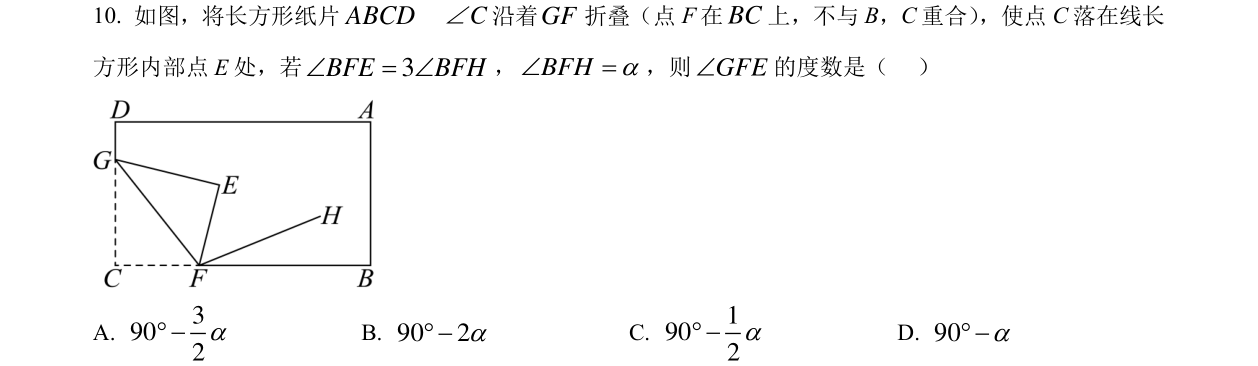 10. 如图，将长方形纸片 ABCD ∠C 沿着 GF 折叠（点 F 在 BC 上，不与 B，C 重合），使点 C 落在线长
方形内部点 E 处，若 ∠BFE = 3∠BFH ，∠BFH = α ，则 ∠GFE 的度数是（ ）
D A
G
E
H
C F B
A. 90° − 3/2 α B. 90° − 2α C. 90° − 1/2 α D. 90° − α